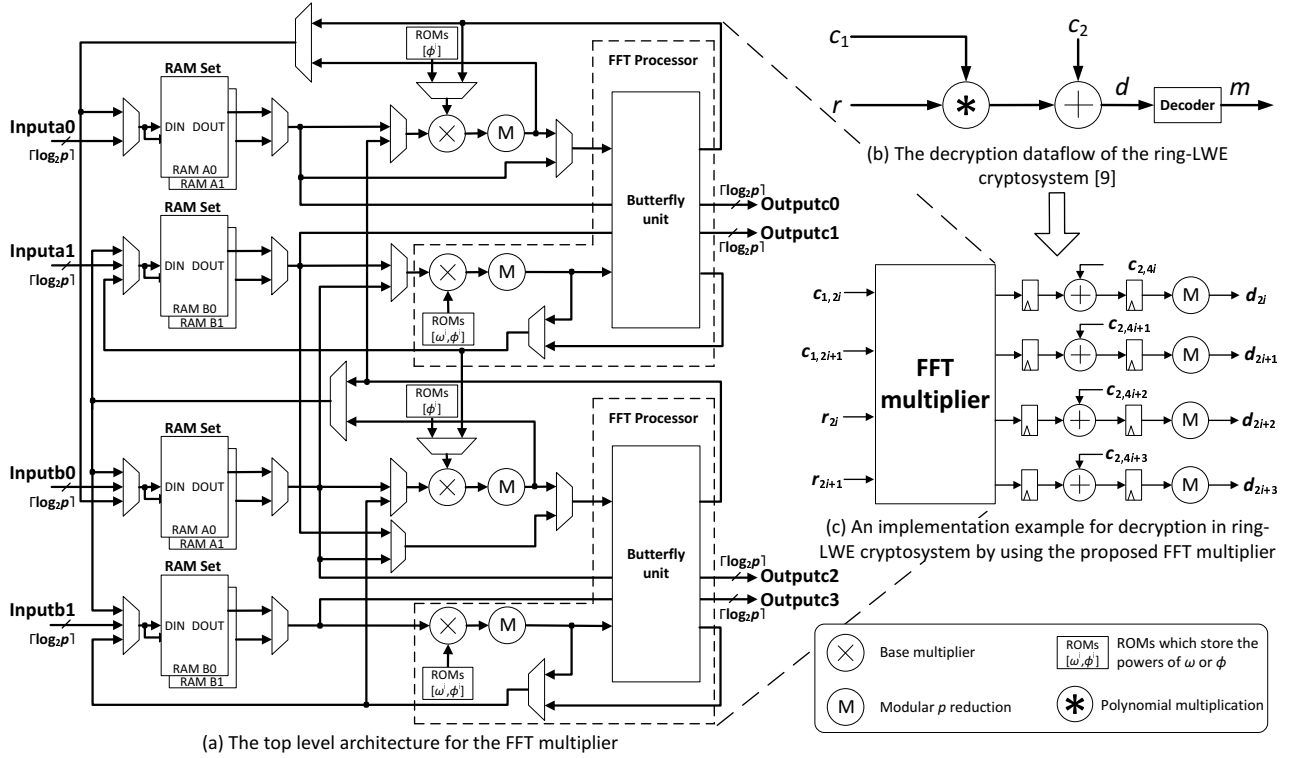 ROMs
[ϕⁱ]
FFT Processor
RAM Set
Inputa0
⌈log₂p⌉
DIN DOUT
RAM A0
RAM A1
M
RAM Set
Inputa1
⌈log₂p⌉
DIN DOUT
RAM B0
RAM B1
M
ROMs
[ωⁱ,ϕⁱ]
Butterfly
unit
⌈log₂p⌉
Outputc0
Outputc1
⌈log₂p⌉
ROMs
[ϕⁱ]
FFT Processor
RAM Set
Inputb0
⌈log₂p⌉
DIN DOUT
RAM A0
RAM A1
M
RAM Set
Inputb1
⌈log₂p⌉
DIN DOUT
RAM B0
RAM B1
M
ROMs
[ωⁱ,ϕⁱ]
Butterfly
unit
⌈log₂p⌉
Outputc2
Outputc3
⌈log₂p⌉
(a) The top level architecture for the FFT multiplier
c₁
c₂
r
*
d
Decoder
m
(b) The decryption dataflow of the ring-LWE
cryptosystem [9]
c₁,₂ᵢ
c₁,₂ᵢ₊₁
r₂ᵢ
r₂ᵢ₊₁
FFT
multiplier
c₂,₄ᵢ
M
d₂ᵢ
c₂,₄ᵢ₊₁
M
d₂ᵢ₊₁
c₂,₄ᵢ₊₂
M
d₂ᵢ₊₂
c₂,₄ᵢ₊₃
M
d₂ᵢ₊₃
(c) An implementation example for decryption in ring-
LWE cryptosystem by using the proposed FFT multiplier
Base multiplier
ROMs
[ωⁱ,ϕⁱ]
ROMs which store the
powers of ω or ϕ
M
Modular p reduction
*
Polynomial multiplication